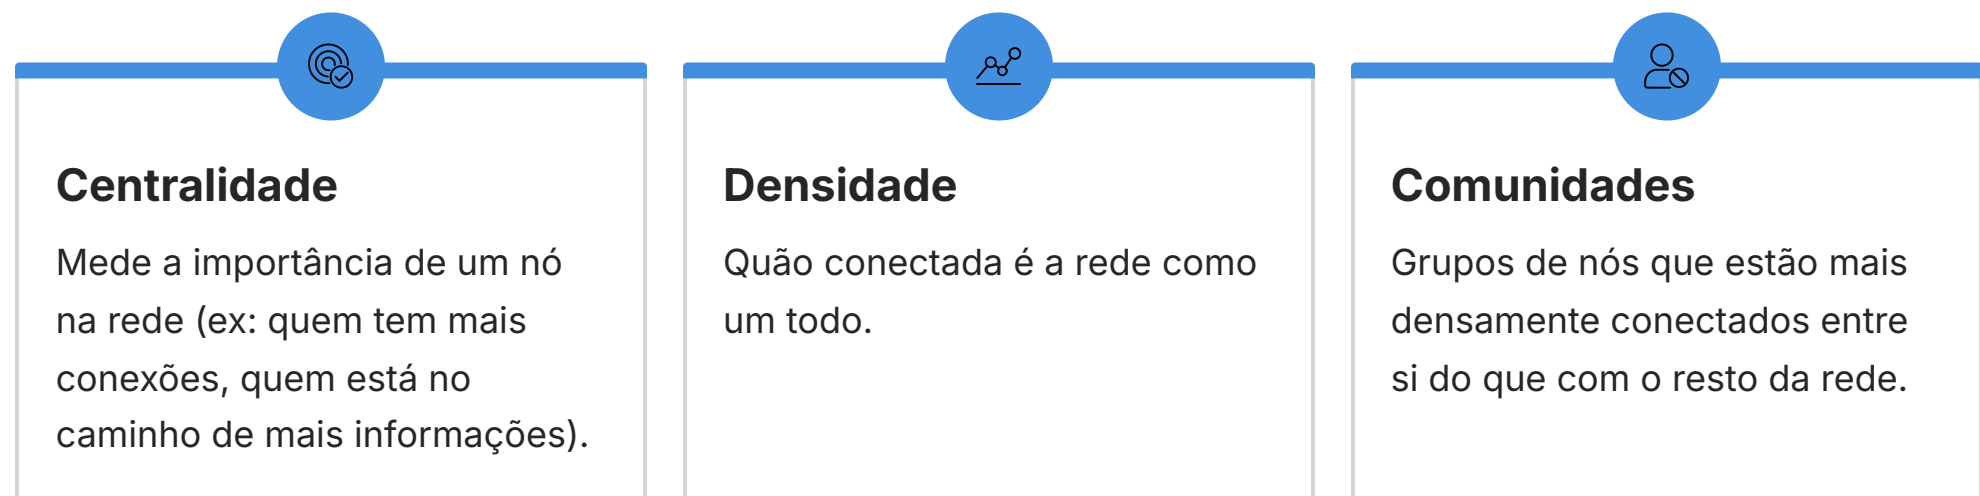 Centralidade
Mede a importância de um nó
na rede (ex: quem tem mais
conexões, quem está no
caminho de mais informações).
Densidade
Quão conectada é a rede como
um todo.
Comunidades
Grupos de nós que estão mais
densamente conectados entre
si do que com o resto da rede.